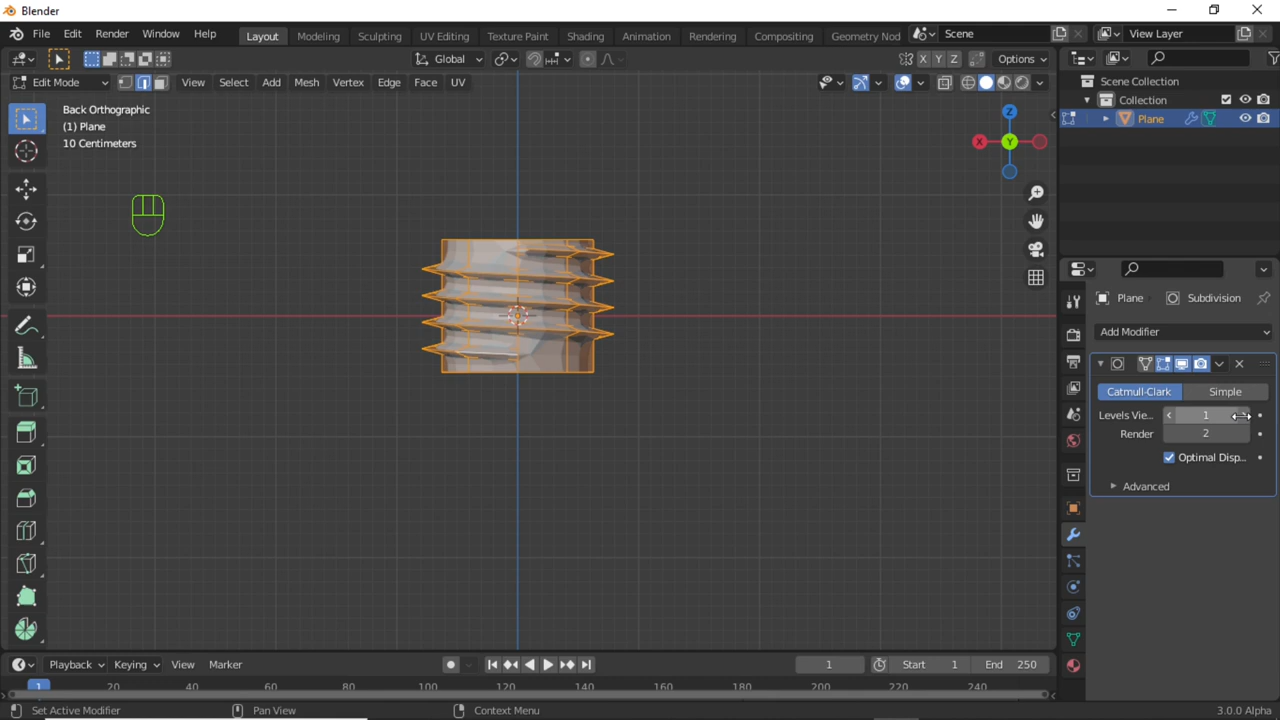 Blender
File Edit Render Window Help
Layout Modeling Sculpting UV Editing Texture Paint Shading Animation Rendering Compositing Geometry Nod
Scene
View Layer
Global
X Y Z
Options
Edit Mode
View Select Add Mesh Vertex Edge Face UV
Back Orthographic
(1) Plane
10 Centimeters
Z
X
Y
Scene Collection
Collection
Plane
Plane
Subdivision
Add Modifier
Catmull-Clark Simple
Levels Vie... 1
Render 2
Optimal Disp...
Advanced
Playback Keying View Marker
1
Start 1
End 250
1 20 40 60 80 100 120 140 160 180 200 220 240
Set Active Modifier
Pan View
Context Menu
3.0.0 Alpha